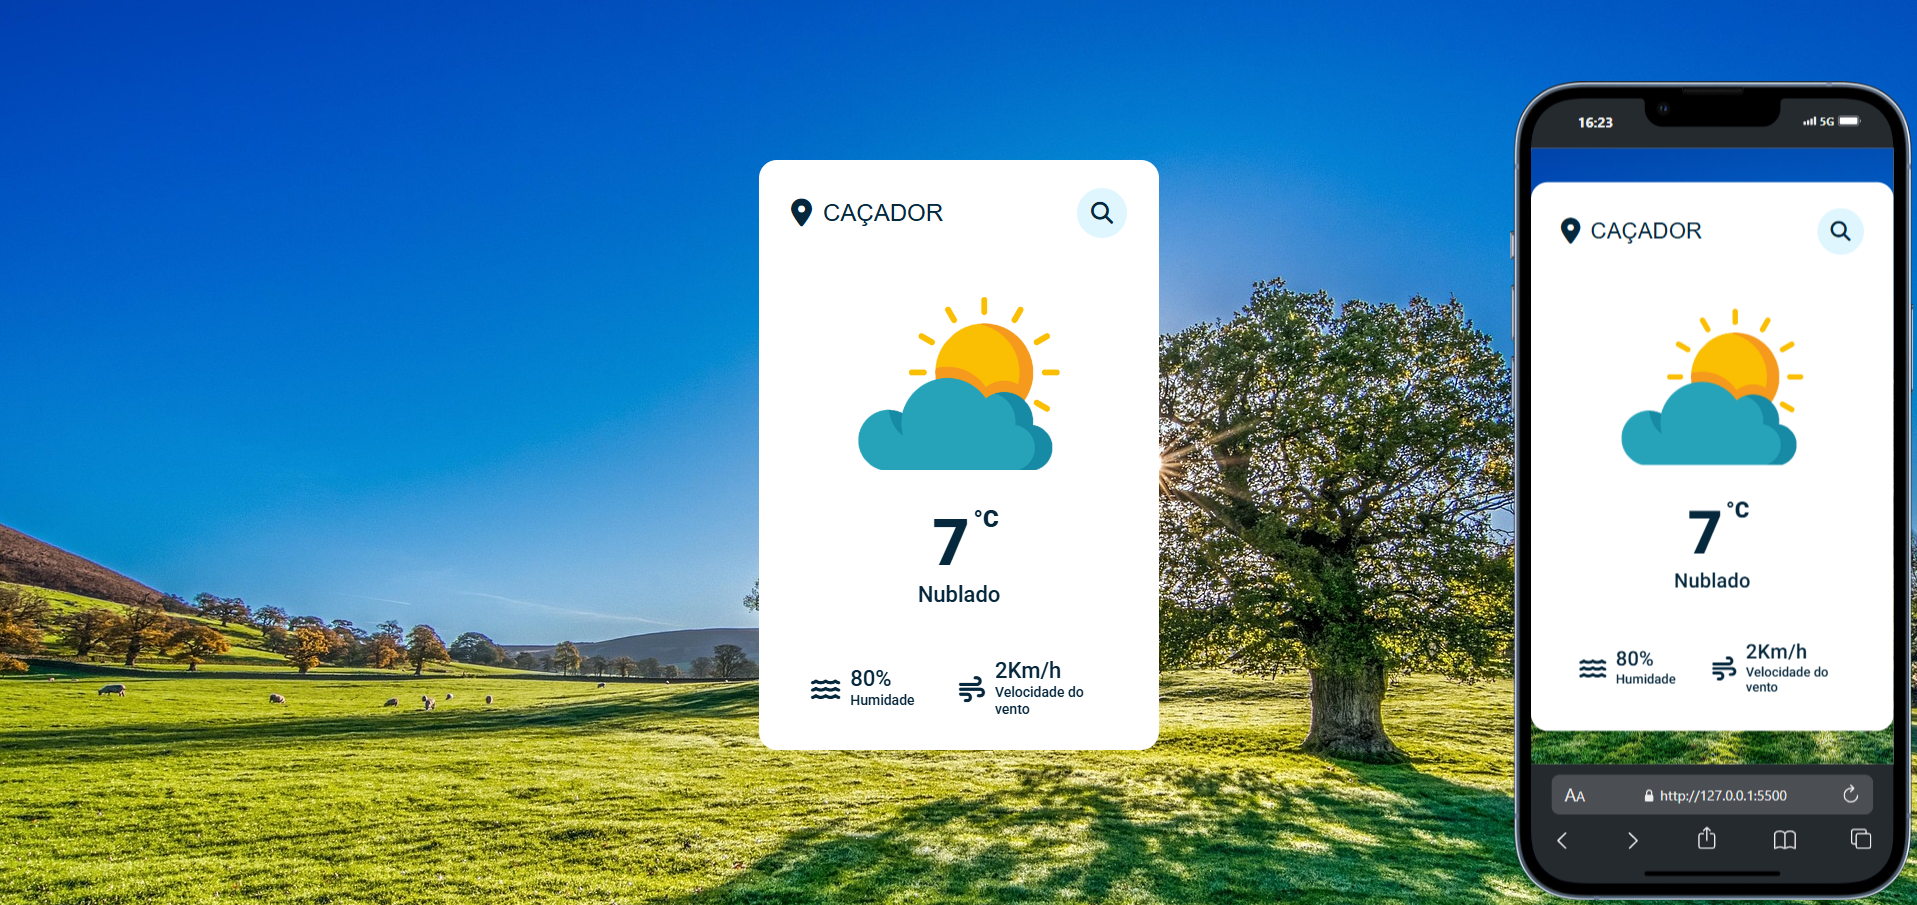 CAÇADOR
7°C
Nublado
80%
Humidade
2Km/h
Velocidade do
vento
16:23
5G
CAÇADOR
7°C
Nublado
80%
Humidade
2Km/h
Velocidade do
vento
AA
http://127.0.0.1:5500